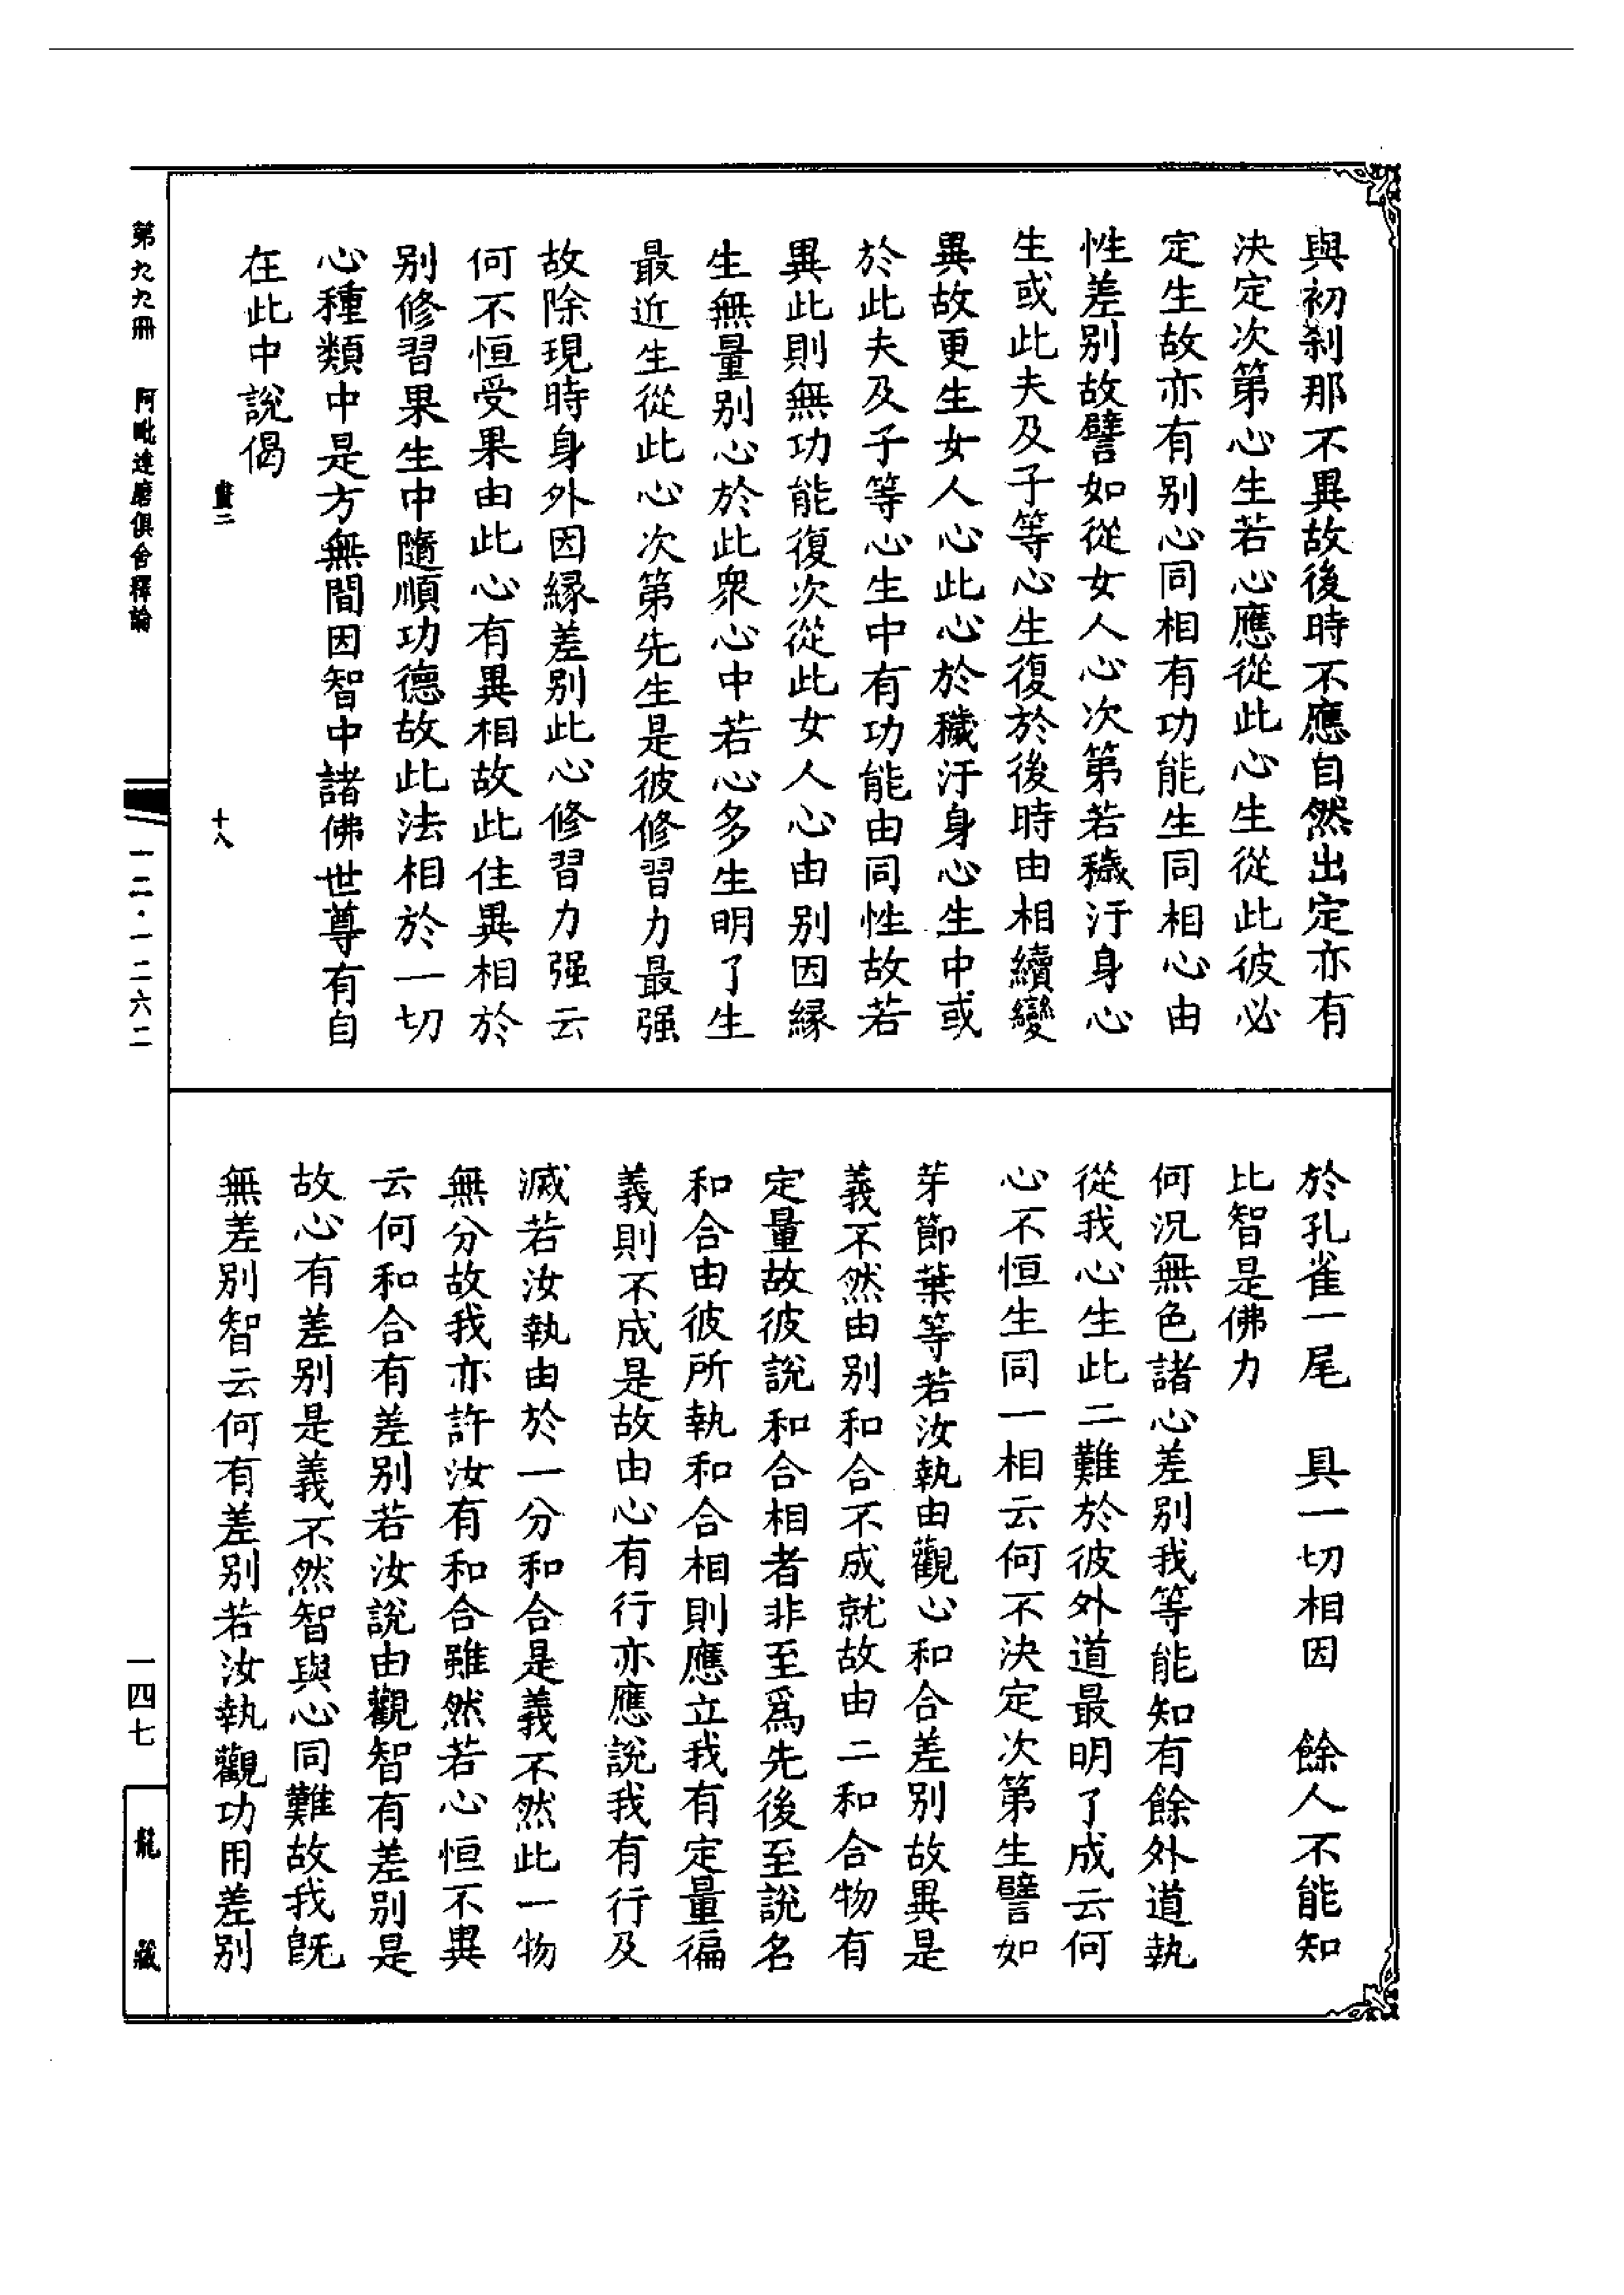 與初刹那不異故後時不應自然出定亦有
決定次第心生若心應從此心生從此彼必
定生故亦有别心同相有功能生同相心由
性差别故譬如從女人心次第若穢汙身心
生或此夫及子等心生復於後時由相續變
異故更生女人心此心於穢汙身心生中或
於此夫及子等心生中有功能由同性故若
異此則無功能復次從此女人心由别因緣
生無量别心於此衆心中若心多生明了生
最近生從此心次第先生是彼修習力最强
故除現時身外因緣差别此心修習力强云
何不恒受果由此心有異相故此住異相於
别修習果生中隨順功德故此法相於一切
心種類中是方無間因智中諸佛世尊有自
在此中說偈
畫二 十八
於孔雀一尾 具一切相因 餘人不能知
比智是佛力
何況無色諸心差别我等能知有餘外道執
從我心生此二難於彼外道最明了成云何
心不恒生同一相云何不決定次第生譬如
芽節葉等若汝執由觀心和合差别故異是
義不然由别和合不成就故由二和合物有
定量故彼說和合相者非至爲先後至說名
和合由彼所執和合相則應立我有定量徧
義則不成是故由心有行亦應說我有行及
滅若汝執由於一分和合是義不然此一物
無分故我亦許汝有和合雖然若心恒不異
云何和合有差别若汝說由觀智有差别是
故心有差别是義不然智與心同難故我旣
無差别智云何有差别若汝執觀功用差别
第九九冊 阿毗達磨俱舍釋論
一二·一二六二
一四七
龍藏